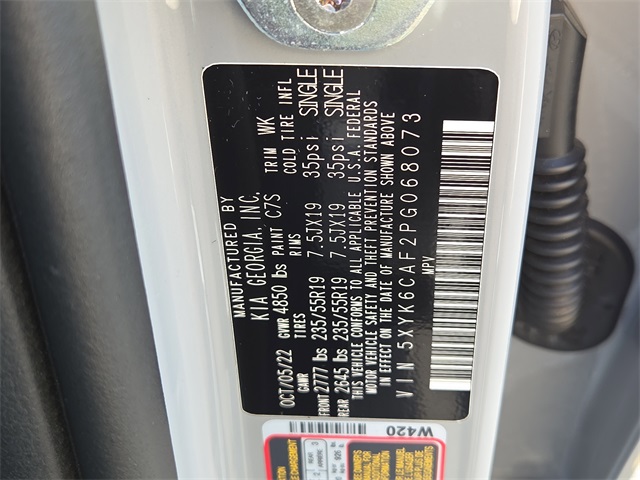 MANUFACTURED BY
KIA GEORGIA, INC.
OCT/05/22 GVWR 4850 lbs PAINT C7S TRIM WK
GAWR TIRES RIMS COLD TIRE INFL
FRONT 2777 lbs 235/55R19 7.5JX19 35psi SINGLE
REAR 2645 lbs 235/55R19 7.5JX19 35psi SINGLE
THIS VEHICLE CONFORMS TO ALL APPLICABLE U.S.A. FEDERAL
MOTOR VEHICLE SAFETY AND THEFT PREVENTION STANDARDS
IN EFFECT ON THE DATE OF MANUFACTURE SHOWN ABOVE
VIN 5XYK6CAF2PG068073
MPV
W420